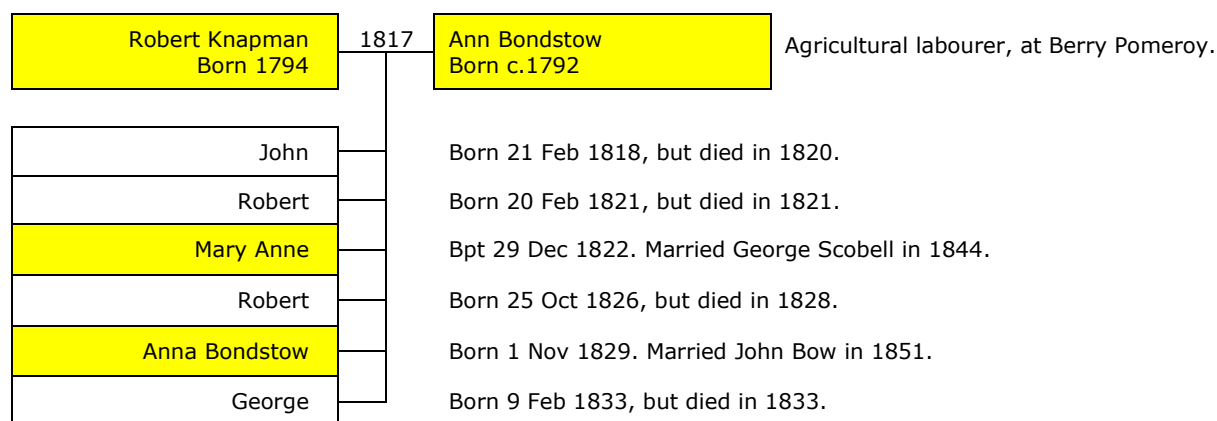 Robert Knapman
Born 1794
1817
Ann Bondstow
Born c.1792
Agricultural labourer, at Berry Pomeroy.
John
Born 21 Feb 1818, but died in 1820.
Robert
Born 20 Feb 1821, but died in 1821.
Mary Anne
Bpt 29 Dec 1822. Married George Scobell in 1844.
Robert
Born 25 Oct 1826, but died in 1828.
Anna Bondstow
Born 1 Nov 1829. Married John Bow in 1851.
George
Born 9 Feb 1833, but died in 1833.